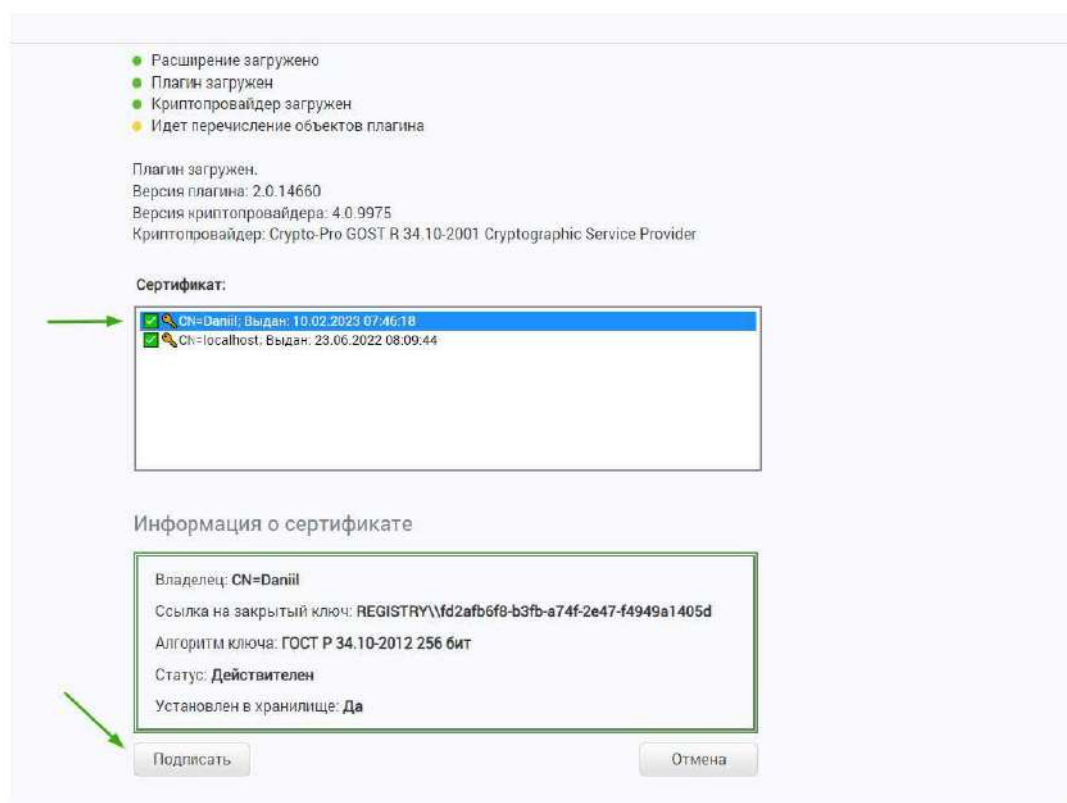 Расширение загружено
Плагин загружен
Криптопровайдер загружен
Идет перечисление объектов плагина
Плагин загружен.
Версия плагина: 2.0.14660
Версия криптопровайдера: 4.0.9975
Криптопровайдер: Crypto-Pro GOST R 34.10-2001 Cryptographic Service Provider
Сертификат:
CN=Daniil; Выдан: 10.02.2023 07:46:18
CN=localhost; Выдан: 23.06.2022 08:09:44
Информация о сертификате
Владелец: CN=Daniil
Ссылка на закрытый ключ: REGISTRY\\fd2afb6f8-b3fb-a74f-2e47-f4949a1405d
Алгоритм ключа: ГОСТ Р 34.10-2012 256 бит
Статус: Действителен
Установлен в хранилище: Да
Подписать Отмена